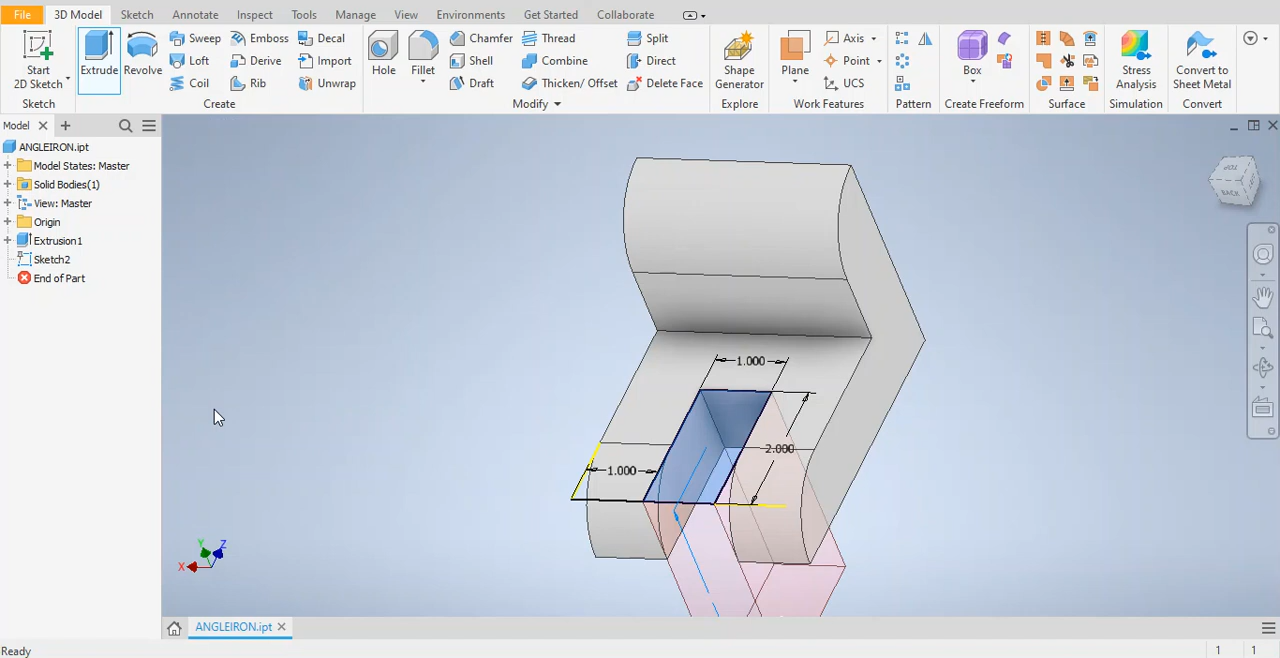 File 3D Model Sketch Annotate Inspect Tools Manage View Environments Get Started Collaborate
Start
2D Sketch
Extrude
Revolve
Sweep Emboss Decal
Loft Derive Import
Coil Rib Unwrap
Hole
Fillet
Chamfer Thread Split
Shell Combine Direct
Draft Thicken/ Offset Delete Face
Shape
Generator
Plane
Axis
Point
UCS
Box
Stress
Analysis
Convert to
Sheet Metal
Sketch Create Modify Explore Work Features Pattern Create Freeform Surface Simulation Convert
Model
ANGLEIRON.ipt
Model States: Master
Solid Bodies(1)
View: Master
Origin
Extrusion1
Sketch2
End of Part
TOP
BACK
1.000
2.000
1.000
Y
Z
X
ANGLEIRON.ipt
Ready 1 1